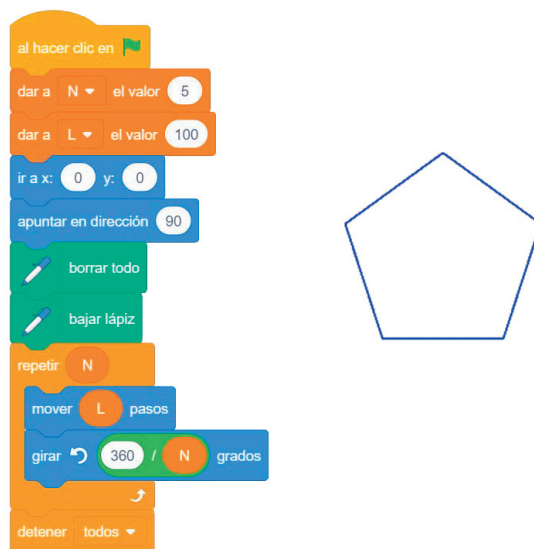 al hacer clic en
dar a N el valor 5
dar a L el valor 100
ir a x: 0 y: 0
apuntar en dirección 90
borrar todo
bajar lápiz
repetir N
mover L pasos
girar 360 / N grados
detener todos